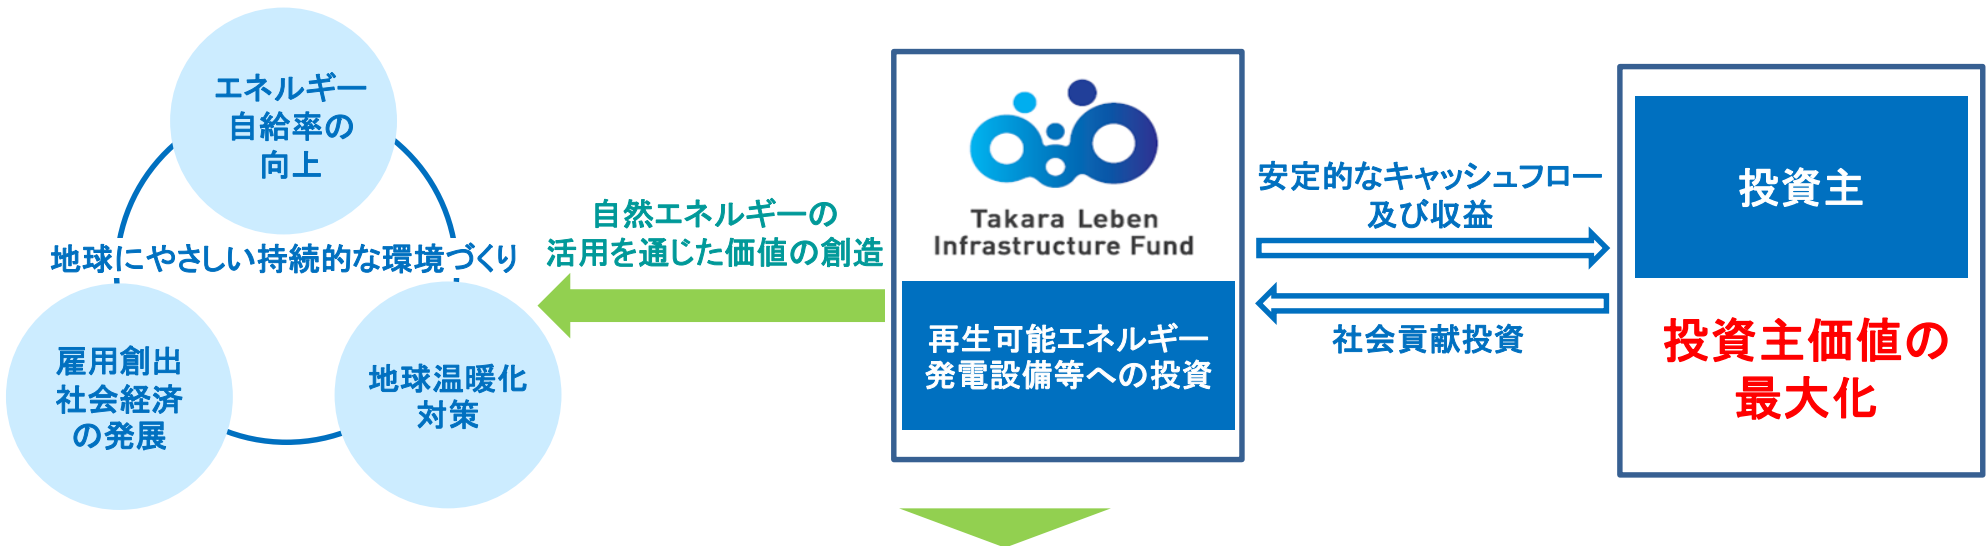 エネルギー
自給率の
向上
地球にやさしい持続的な環境づくり
雇用創出
社会経済
の発展
地球温暖化
対策
自然エネルギーの
活用を通じた価値の創造
Takara Leben
Infrastructure Fund
再生可能エネルギー
発電設備等への投資
安定的なキャッシュフロー
及び収益
社会貢献投資
投資主
投資主価値の
最大化